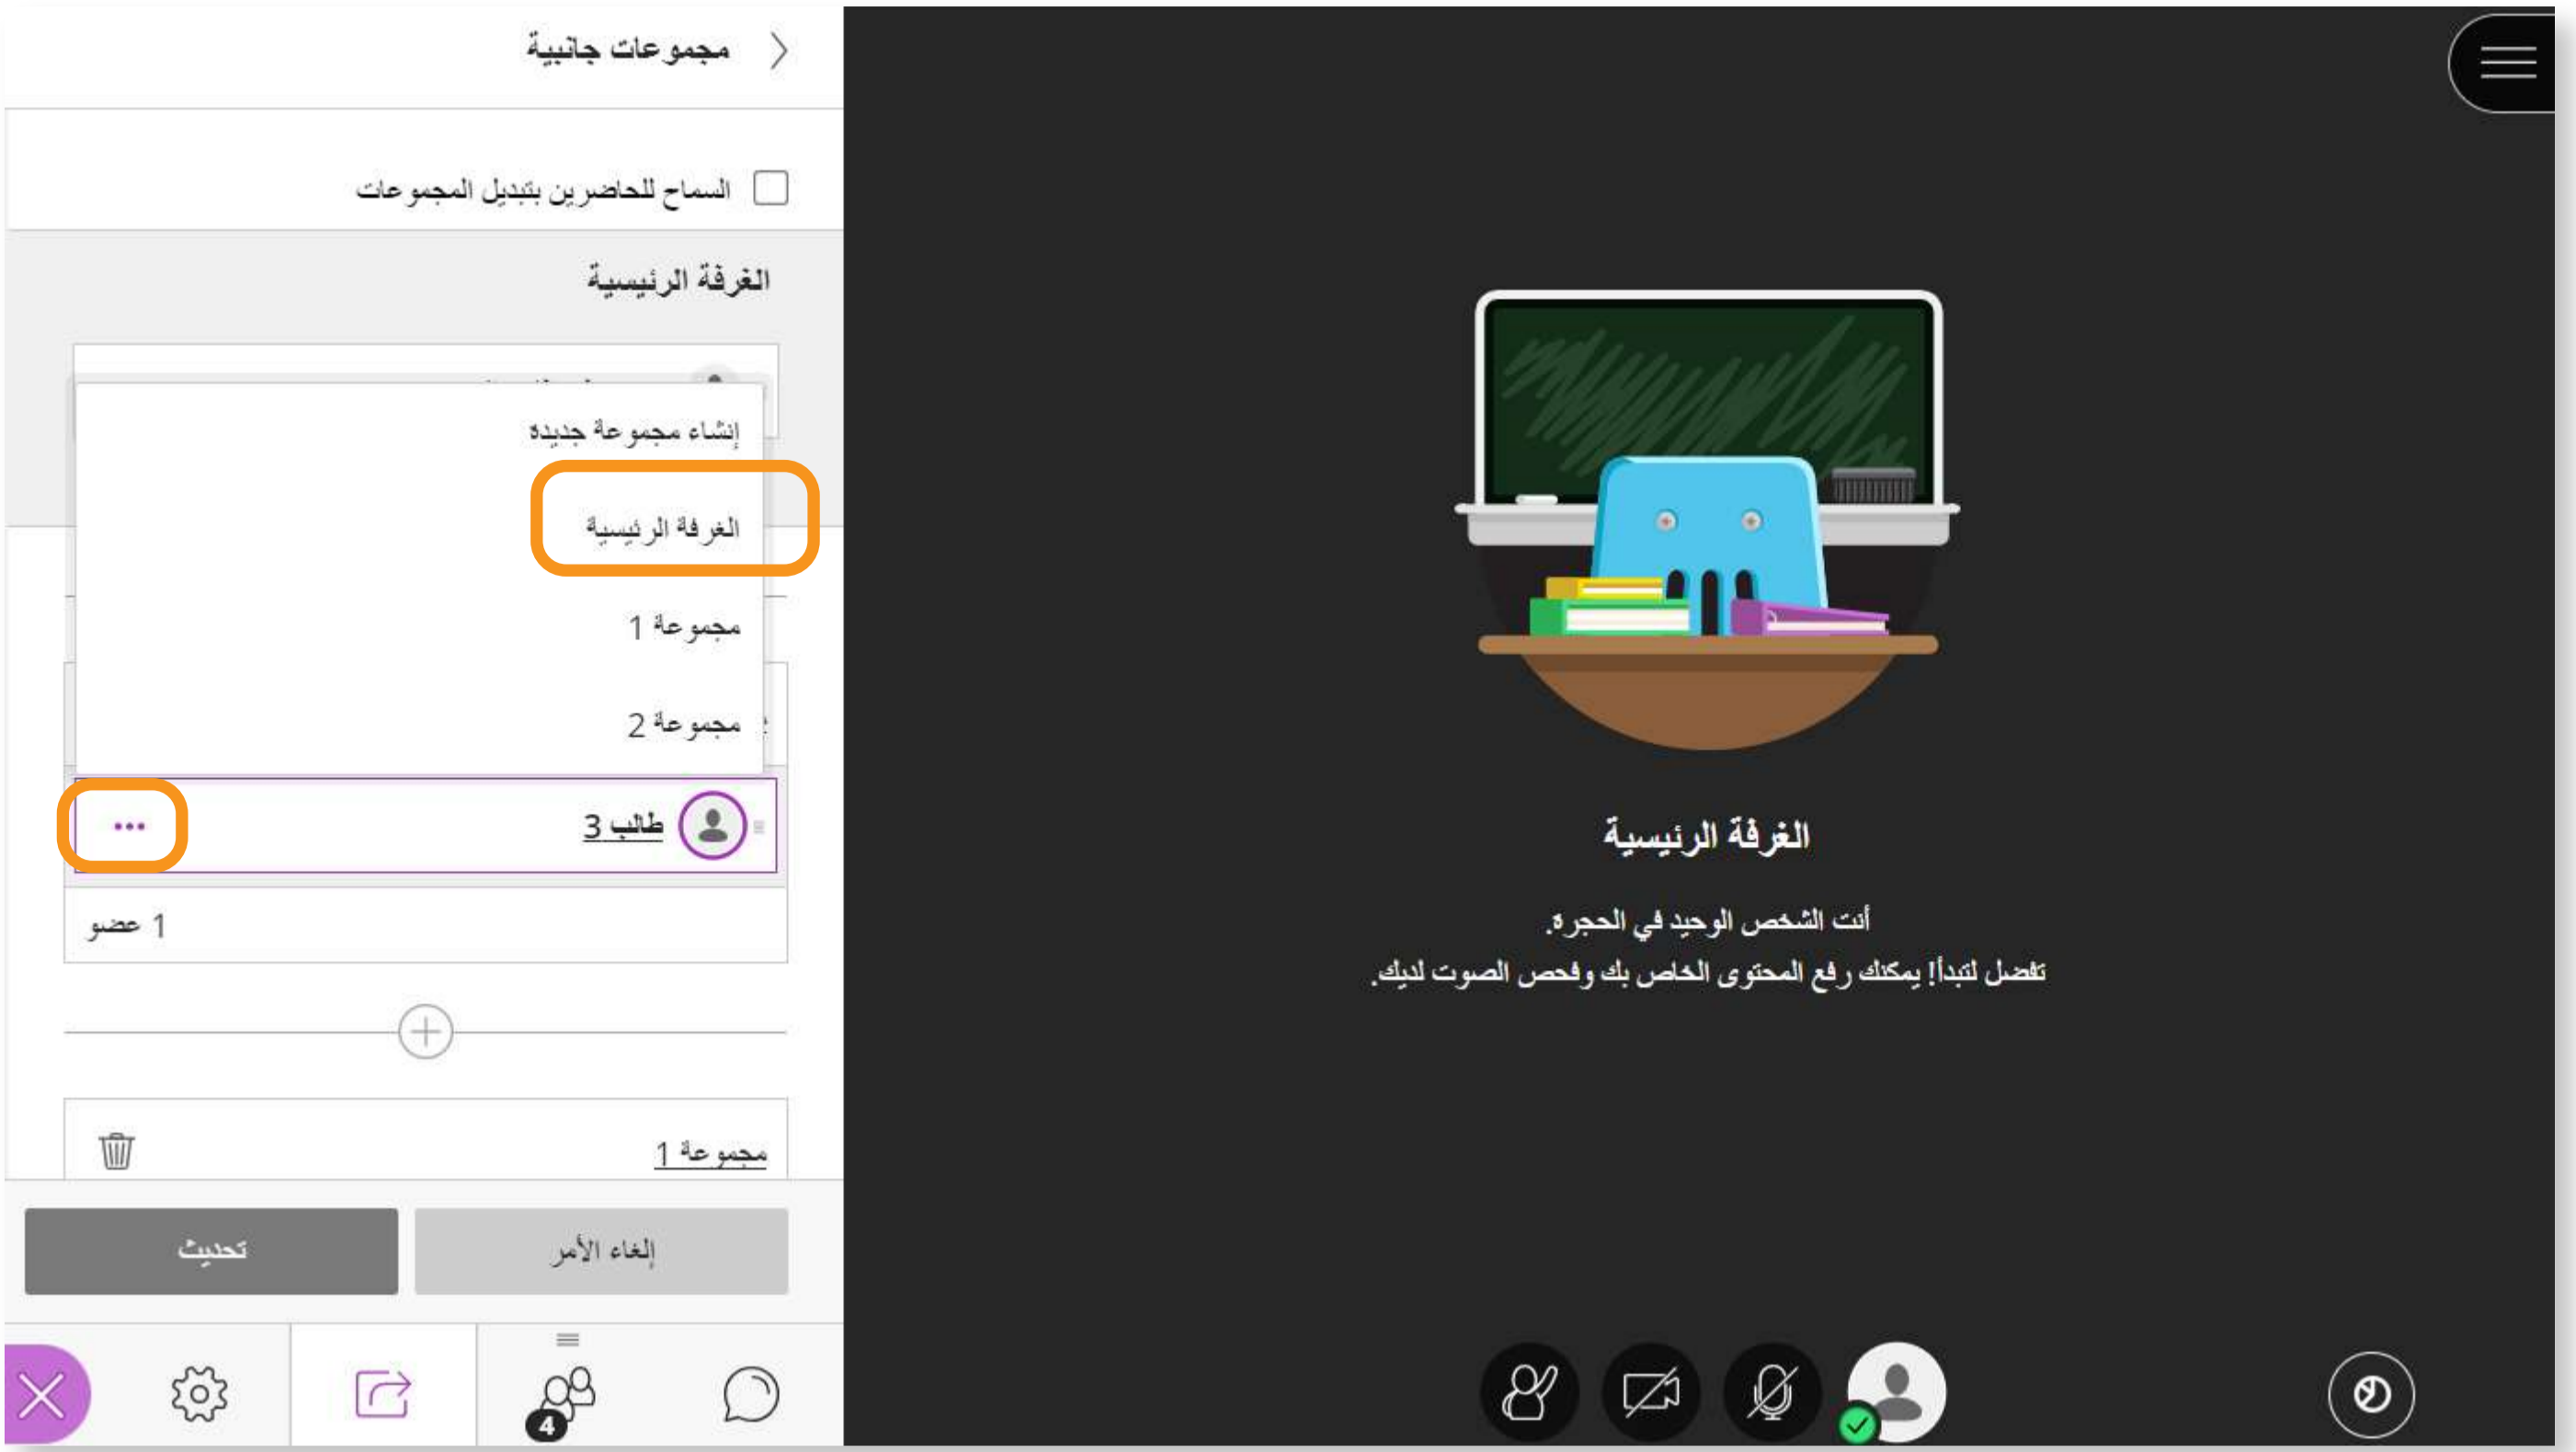 مجموعات جانبية
السماح للحاضرين بتبديل المجموعات
الغرفة الرئيسية
إنشاء مجموعة جديدة
الغرفة الرئيسية
مجموعة 1
مجموعة 2
طالب 3
1 عضو
مجموعة 1
إلغاء الأمر
تحديث
4
الغرفة الرئيسية
أنت الشخص الوحيد في الحجرة.
تفضل لتبدأ! يمكنك رفع المحتوى الخاص بك وفحص الصوت لديك.